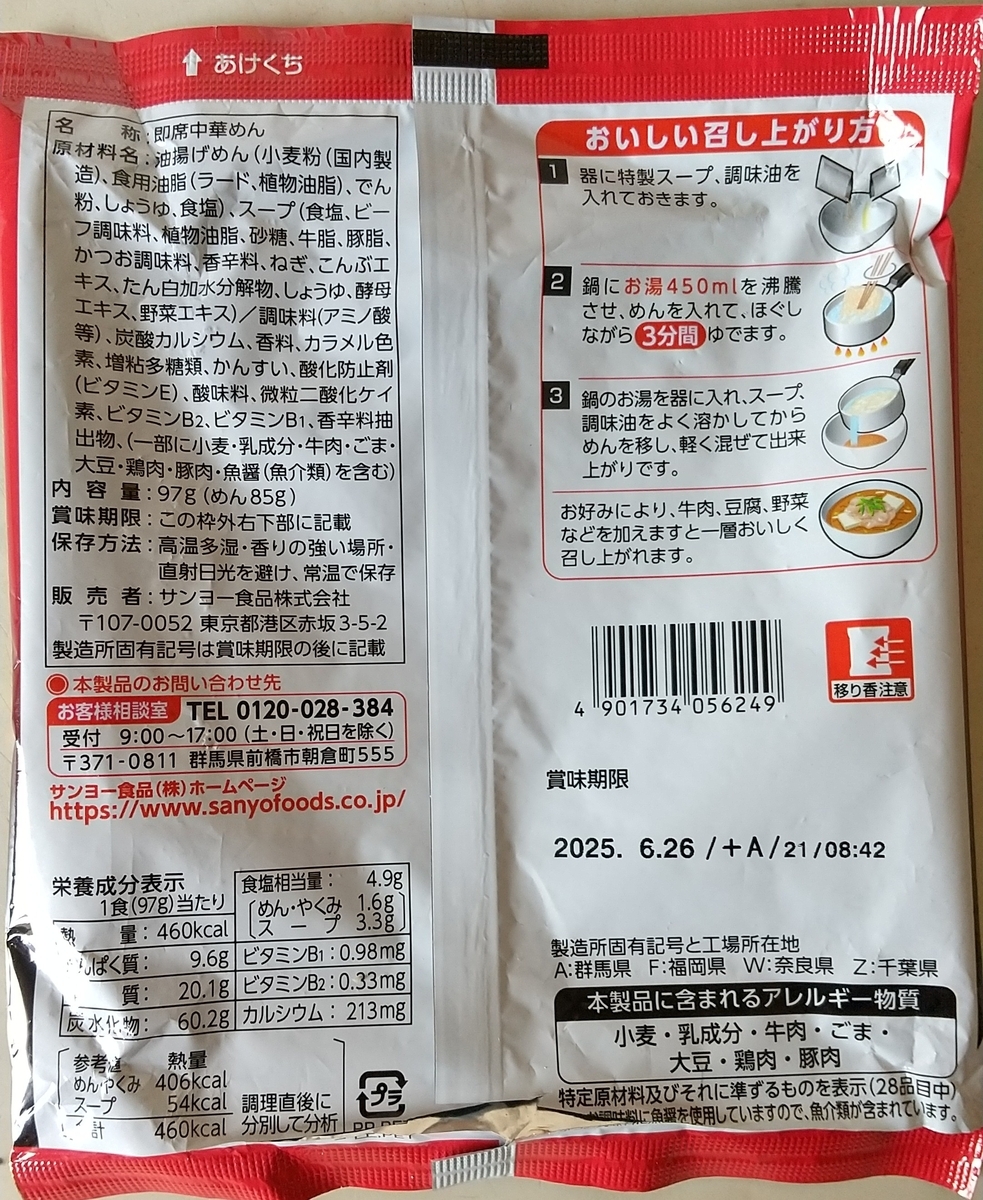 あけくち
名称:即席中華めん
原材料名:油揚げめん(小麦粉(国内製
造)、食用油脂(ラード、植物油脂)、でん
粉、しょうゆ、食塩)、スープ(食塩、ビー
フ調味料、植物油脂、砂糖、牛脂、豚脂、
かつお調味料、香辛料、ねぎ、こんぶエ
キス、たん白加水分解物、しょうゆ、酵母
エキス、野菜エキス)/調味料(アミノ酸
等)、炭酸カルシウム、香料、カラメル色
素、増粘多糖類、かんすい、酸化防止剤
(ビタミンE)、酸味料、微粒二酸化ケイ
素、ビタミンB2、ビタミンB1、香辛料抽
出物、(一部に小麦・乳成分・牛肉・ごま・
大豆・鶏肉・豚肉・魚醤(魚介類)を含む)
内容量:97g(めん85g)
賞味期限:この枠外右下部に記載
保存方法:高温多湿・香りの強い場所・
直射日光を避け、常温で保存
販売者:サンヨー食品株式会社
〒107-0052 東京都港区赤坂3-5-2
製造所固有記号は賞味期限の後に記載
●本製品のお問い合わせ先
お客様相談室 TEL 0120-028-384
受付 9:00~17:00(土・日・祝日を除く)
〒371-0811 群馬県前橋市朝倉町555
サンヨー食品(株)ホームページ
https://www.sanyofoods.co.jp/
栄養成分表示
1食(97g)当たり
熱量:460kcal
んぱく質:9.6g
質:20.1g
炭水化物:60.2g
食塩相当量:4.9g
めん・やくみ 1.6g
スープ 3.3g
ビタミンB1:0.98mg
ビタミンB2:0.33mg
カルシウム:213mg
参考値 熱量
めん・やくみ 406kcal
スープ 54kcal
計 460kcal
調理直後に
分別して分析
プラ
おいしい召し上がり方
1 器に特製スープ、調味油を
入れておきます。
2 鍋にお湯450mlを沸騰
させ、めんを入れて、ほぐし
ながら3分間ゆでます。
3 鍋のお湯を器に入れ、スープ、
調味油をよく溶かしてから
めんを移し、軽く混ぜて出来
上がりです。
お好みにより、牛肉、豆腐、野菜
などを加えますと一層おいしく
召し上がれます。
4 901734 056249
移り香注意
賞味期限
2025. 6.26 /+A/21/08:42
製造所固有記号と工場所在地
A:群馬県 F:福岡県 W:奈良県 Z:千葉県
本製品に含まれるアレルギー物質
小麦・乳成分・牛肉・ごま・
大豆・鶏肉・豚肉
特定原材料及びそれに準ずるものを表示(28品目中)
調味料に魚醤を使用していますので、魚介類が含まれています。